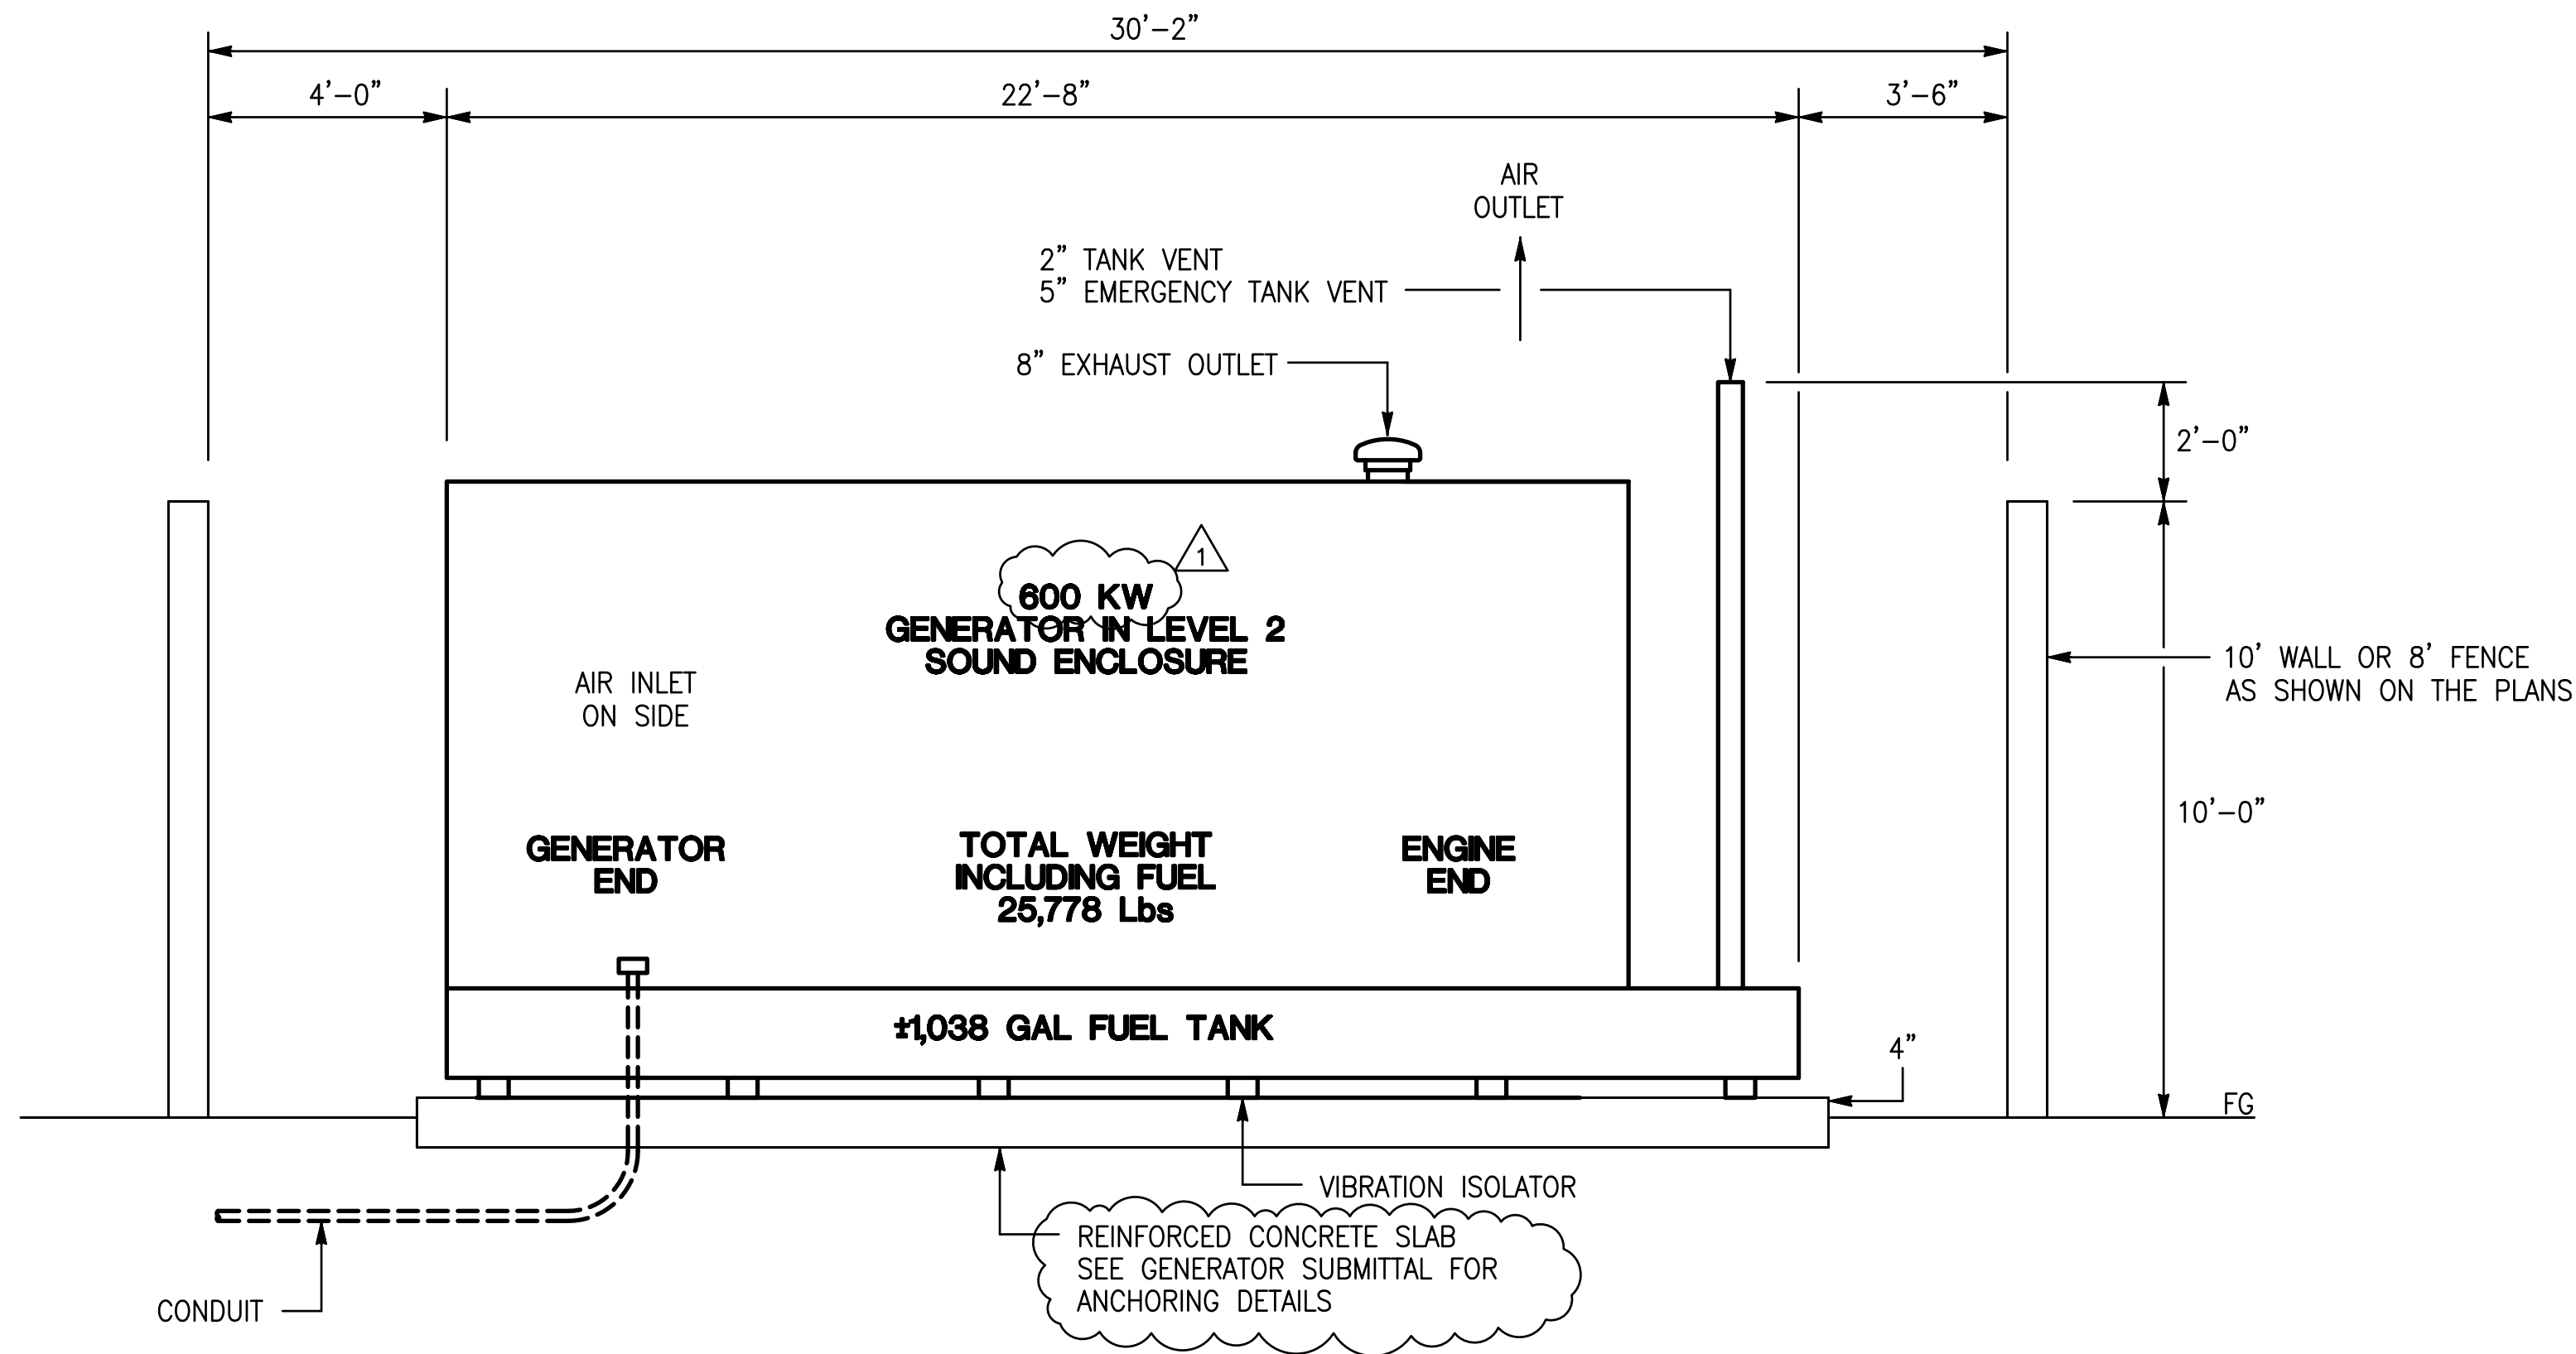 30'-2"
4'-0"
22'-8"
3'-6"
AIR
OUTLET
2" TANK VENT
5" EMERGENCY TANK VENT
8" EXHAUST OUTLET
2'-0"
1
600 KW
GENERATOR IN LEVEL 2
SOUND ENCLOSURE
AIR INLET
ON SIDE
10' WALL OR 8' FENCE
AS SHOWN ON THE PLANS
10'-0"
GENERATOR
END
TOTAL WEIGHT
INCLUDING FUEL
25,778 Lbs
ENGINE
END
±1,038 GAL FUEL TANK
4"
FG
VIBRATION ISOLATOR
REINFORCED CONCRETE SLAB
SEE GENERATOR SUBMITTAL FOR
ANCHORING DETAILS
CONDUIT